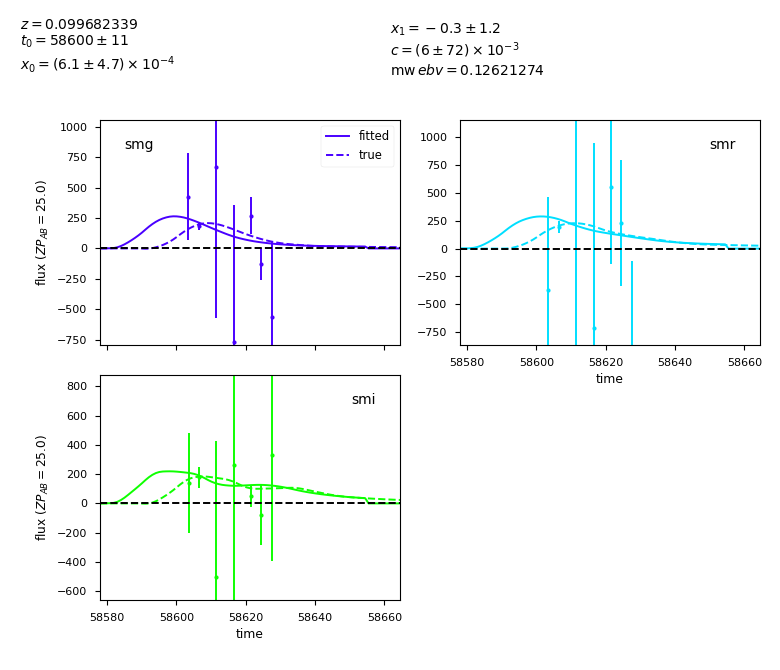 z = 0.099682339
t₀ = 58600 ± 11
x₀ = (6.1 ± 4.7) × 10⁻⁴
x₁ = −0.3 ± 1.2
c = (6 ± 72) × 10⁻³
mw ebv = 0.12621274
smg
fitted
true
1000
750
500
250
0
−250
−500
−750
flux (ZP_AB = 25.0)
smr
1000
750
500
250
0
−250
−500
−750
58580 58600 58620 58640 58660
time
smi
800
600
400
200
0
−200
−400
−600
flux (ZP_AB = 25.0)
58580 58600 58620 58640 58660
time